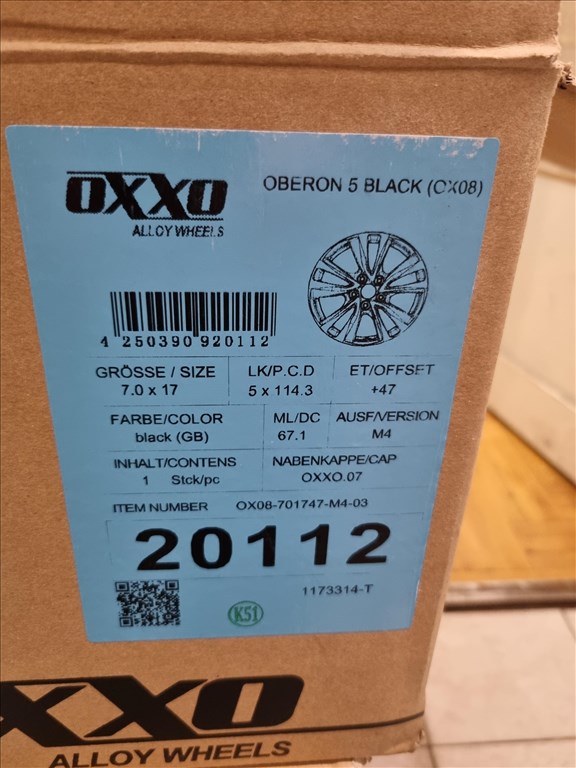 OXXO
ALLOY WHEELS
OBERON 5 BLACK (OX08)
4 250390 920112
GRÖSSE / SIZE
7.0 x 17
LK/P.C.D
5 x 114.3
ET/OFFSET
+47
FARBE/COLOR
black (GB)
ML/DC
67.1
AUSF/VERSION
M4
INHALT/CONTENS
1 Stck/pc
NABENKAPPE/CAP
OXXO.07
ITEM NUMBER OX08-701747-M4-03
20112
1173314-T
K51
OXXO
ALLOY WHEELS